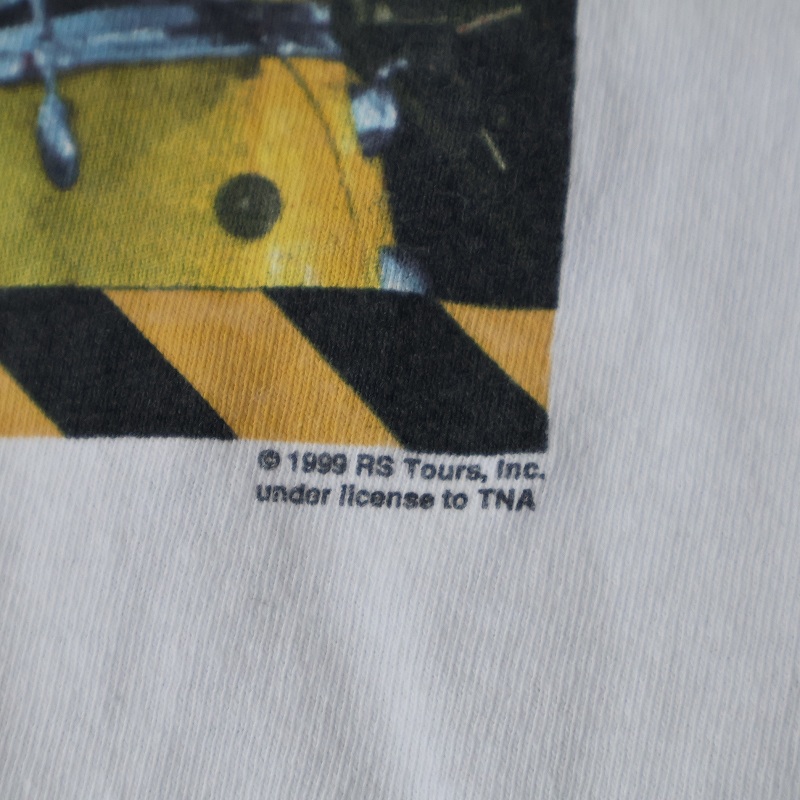 © 1999 RS Tours, Inc.
under license to TNA